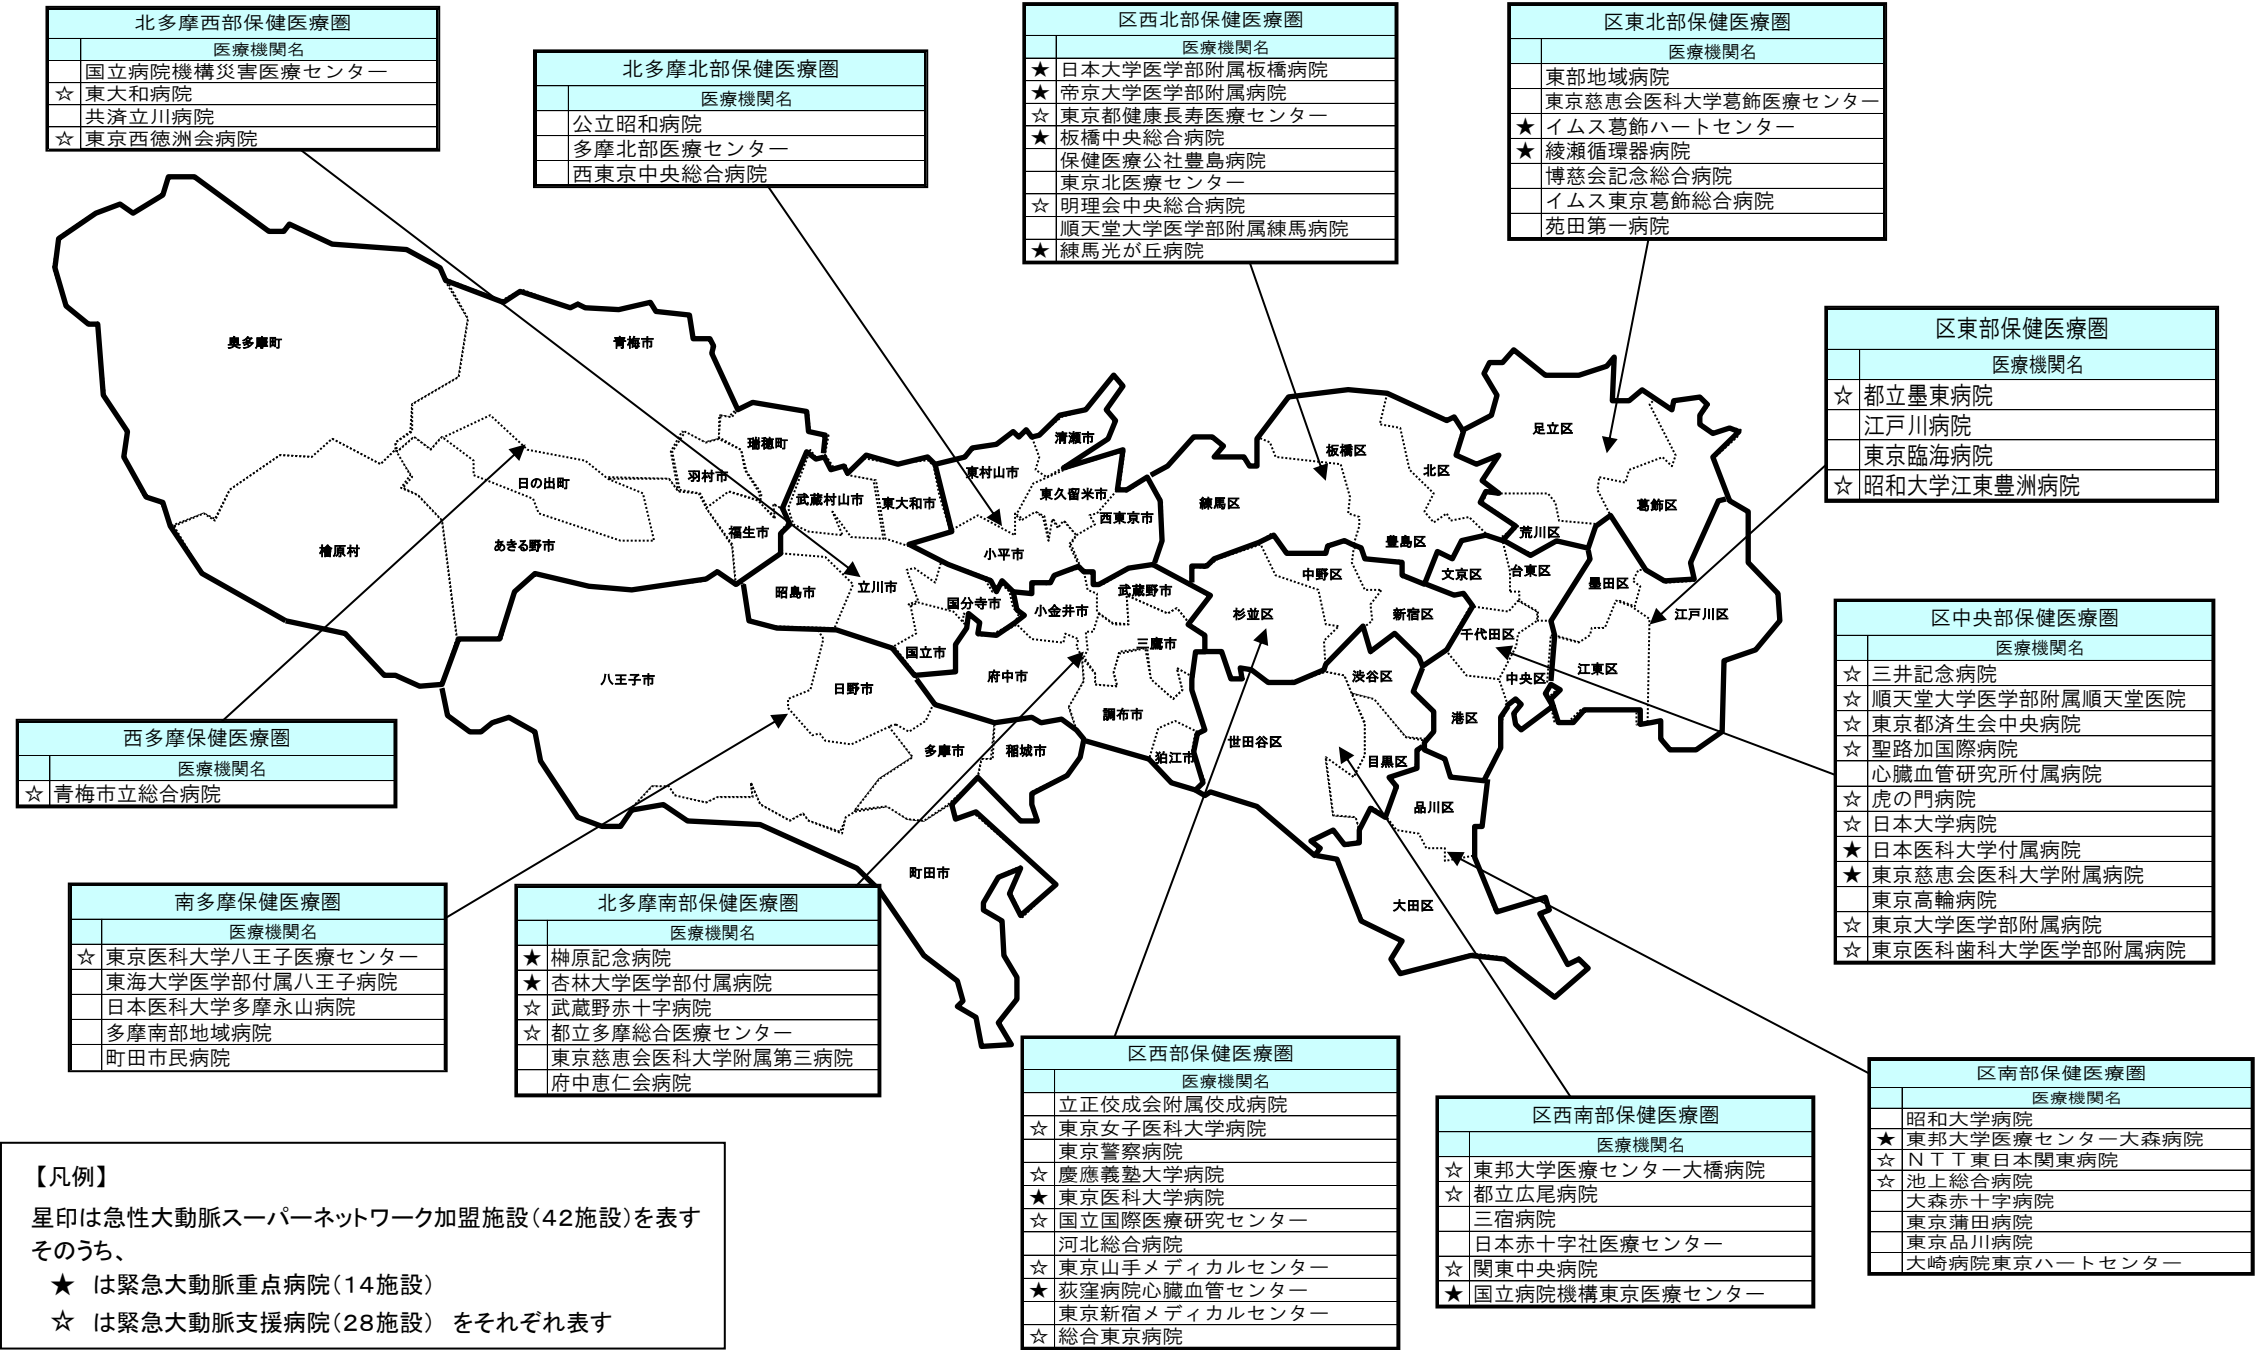 北多摩西部保健医療圏
医療機関名
国立病院機構災害医療センター
☆ 東大和病院
共済立川病院
☆ 東京西徳洲会病院
北多摩北部保健医療圏
医療機関名
公立昭和病院
多摩北部医療センター
西東京中央総合病院
区西北部保健医療圏
医療機関名
★ 日本大学医学部附属板橋病院
★ 帝京大学医学部附属病院
☆ 東京都健康長寿医療センター
★ 板橋中央総合病院
保健医療公社豊島病院
東京北医療センター
☆ 明理会中央総合病院
順天堂大学医学部附属練馬病院
★ 練馬光が丘病院
区東北部保健医療圏
医療機関名
東部地域病院
東京慈恵会医科大学葛飾医療センター
★ イムス葛飾ハートセンター
★ 綾瀬循環器病院
博慈会記念総合病院
イムス東京葛飾総合病院
苑田第一病院
区東部保健医療圏
医療機関名
☆ 都立墨東病院
江戸川病院
東京臨海病院
☆ 昭和大学江東豊洲病院
奥多摩町
青梅市
瑞穂町
羽村市
日の出町
福生市
あきる野市
檜原村
武蔵村山市
東大和市
東村山市
清瀬市
東久留米市
西東京市
小平市
昭島市
立川市
国分寺市
国立市
小金井市
武蔵野市
三鷹市
府中市
調布市
狛江市
八王子市
日野市
多摩市
稲城市
町田市
練馬区
板橋区
北区
豊島区
足立区
葛飾区
荒川区
文京区
台東区
墨田区
江戸川区
江東区
中野区
杉並区
新宿区
千代田区
中央区
港区
渋谷区
世田谷区
目黒区
品川区
大田区
区中央部保健医療圏
医療機関名
☆ 三井記念病院
☆ 順天堂大学医学部附属順天堂医院
☆ 東京都済生会中央病院
☆ 聖路加国際病院
心臓血管研究所付属病院
☆ 虎の門病院
☆ 日本大学病院
★ 日本医科大学付属病院
★ 東京慈恵会医科大学附属病院
東京高輪病院
☆ 東京大学医学部附属病院
☆ 東京医科歯科大学医学部附属病院
西多摩保健医療圏
医療機関名
☆ 青梅市立総合病院
南多摩保健医療圏
医療機関名
☆ 東京医科大学八王子医療センター
東海大学医学部付属八王子病院
日本医科大学多摩永山病院
多摩南部地域病院
町田市民病院
北多摩南部保健医療圏
医療機関名
★ 榊原記念病院
★ 杏林大学医学部付属病院
☆ 武蔵野赤十字病院
☆ 都立多摩総合医療センター
東京慈恵会医科大学附属第三病院
府中恵仁会病院
区西部保健医療圏
医療機関名
立正佼成会附属佼成病院
☆ 東京女子医科大学病院
東京警察病院
☆ 慶應義塾大学病院
★ 東京医科大学病院
☆ 国立国際医療研究センター
河北総合病院
☆ 東京山手メディカルセンター
★ 荻窪病院心臓血管センター
東京新宿メディカルセンター
☆ 総合東京病院
区西南部保健医療圏
医療機関名
☆ 東邦大学医療センター大橋病院
☆ 都立広尾病院
三宿病院
日本赤十字社医療センター
☆ 関東中央病院
★ 国立病院機構東京医療センター
区南部保健医療圏
医療機関名
昭和大学病院
★ 東邦大学医療センター大森病院
☆ ＮＴＴ東日本関東病院
☆ 池上総合病院
大森赤十字病院
東京蒲田病院
東京品川病院
大崎病院東京ハートセンター
【凡例】
星印は急性大動脈スーパーネットワーク加盟施設（４２施設）を表す
そのうち、
★ は緊急大動脈重点病院（１４施設）
☆ は緊急大動脈支援病院（２８施設） をそれぞれ表す